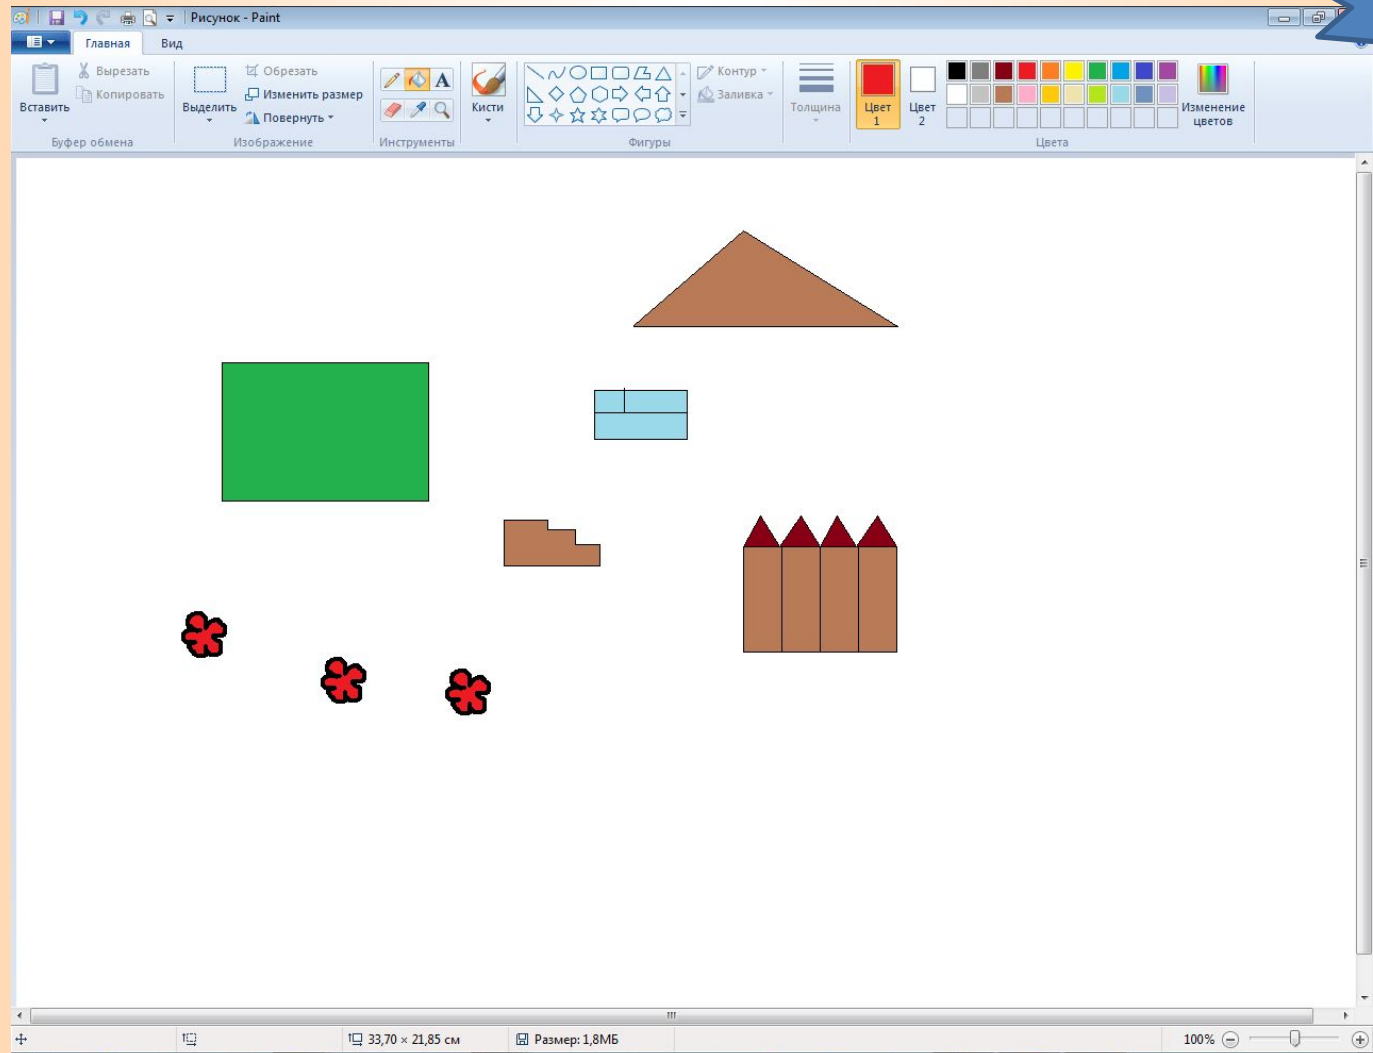 Рисунок - Paint
Главная Вид
Вставить
Вырезать
Копировать
Буфер обмена
Выделить
Обрезать
Изменить размер
Повернуть
Изображение
A
Инструменты
Кисти
Фигуры
Контур
Заливка
Толщина
Цвет 1
Цвет 2
Цвета
Изменение цветов
33,70 × 21,85 см
Размер: 1,8МБ
100%